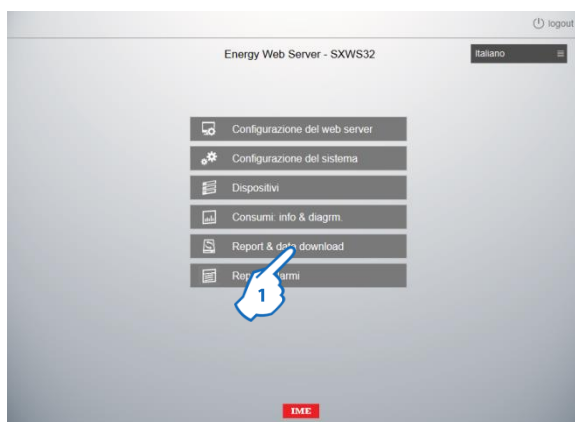 logout
Energy Web Server - SXWS32
Italiano
Configurazione del web server
Configurazione del sistema
Dispositivi
Consumi: info & diagrm.
Report & data download
1
IME